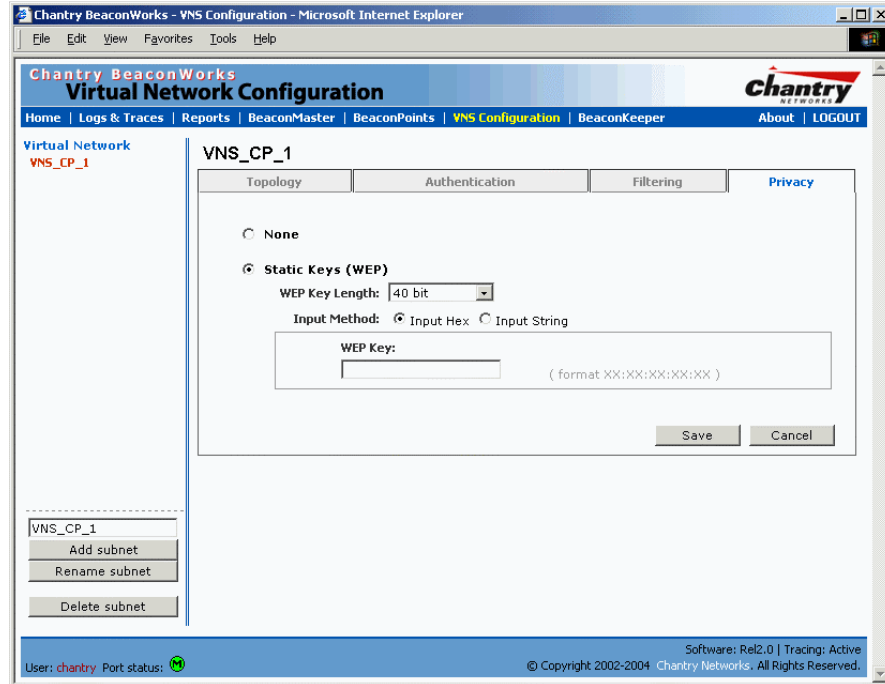 Chantry BeaconWorks - VNS Configuration - Microsoft Internet Explorer
File Edit View Favorites Tools Help
Chantry BeaconWorks
Virtual Network Configuration
chantry
NETWORKS
Home | Logs & Traces | Reports | BeaconMaster | BeaconPoints | VNS Configuration | BeaconKeeper About | LOGOUT
Virtual Network
VNS_CP_1
VNS_CP_1
Topology Authentication Filtering Privacy
None
Static Keys (WEP)
WEP Key Length: 40 bit
Input Method: Input Hex Input String
WEP Key:
( format XX:XX:XX:XX:XX )
Save Cancel
VNS_CP_1
Add subnet
Rename subnet
Delete subnet
Software: Rel2.0 | Tracing: Active
User: chantry Port status: M
© Copyright 2002-2004 Chantry Networks. All Rights Reserved.